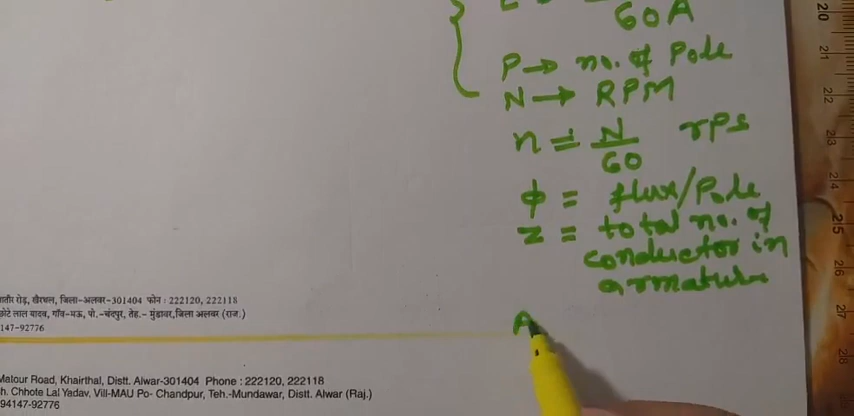 60A
P → no. of Pole
N → RPM
n = N/60 rps
φ = flux/Pole
Z = total no. of
conductor in
armature
A
रोड़, खैरथल, जिला-अलवर-301404 फोन : 222120, 222118
छोटे लाल यादव, गाँव-मऊ, पो.-चंदपुर, तेह.- मुंडावर, जिला अलवर (राज.)
147-92776
Malour Road, Khairthal, Distt. Alwar-301404 Phone : 222120, 222118
h. Chhote Lal Yadav, Vill-MAU Po- Chandpur, Teh.-Mundawar, Distt. Alwar (Raj.)
94147-92776
20
21
22
23
24
25
26
27
28